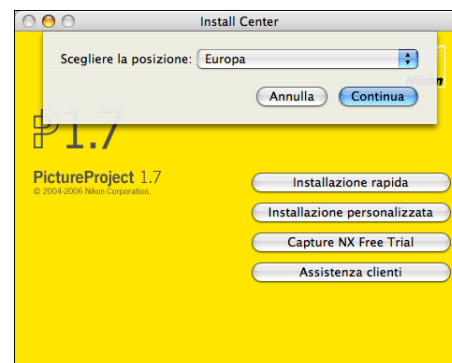 Install Center
Scegliere la posizione: Europa
Nikon
Annulla Continua
P1.7
PictureProject 1.7
© 2004-2006 Nikon Corporation.
Installazione rapida
Installazione personalizzata
Capture NX Free Trial
Assistenza clienti